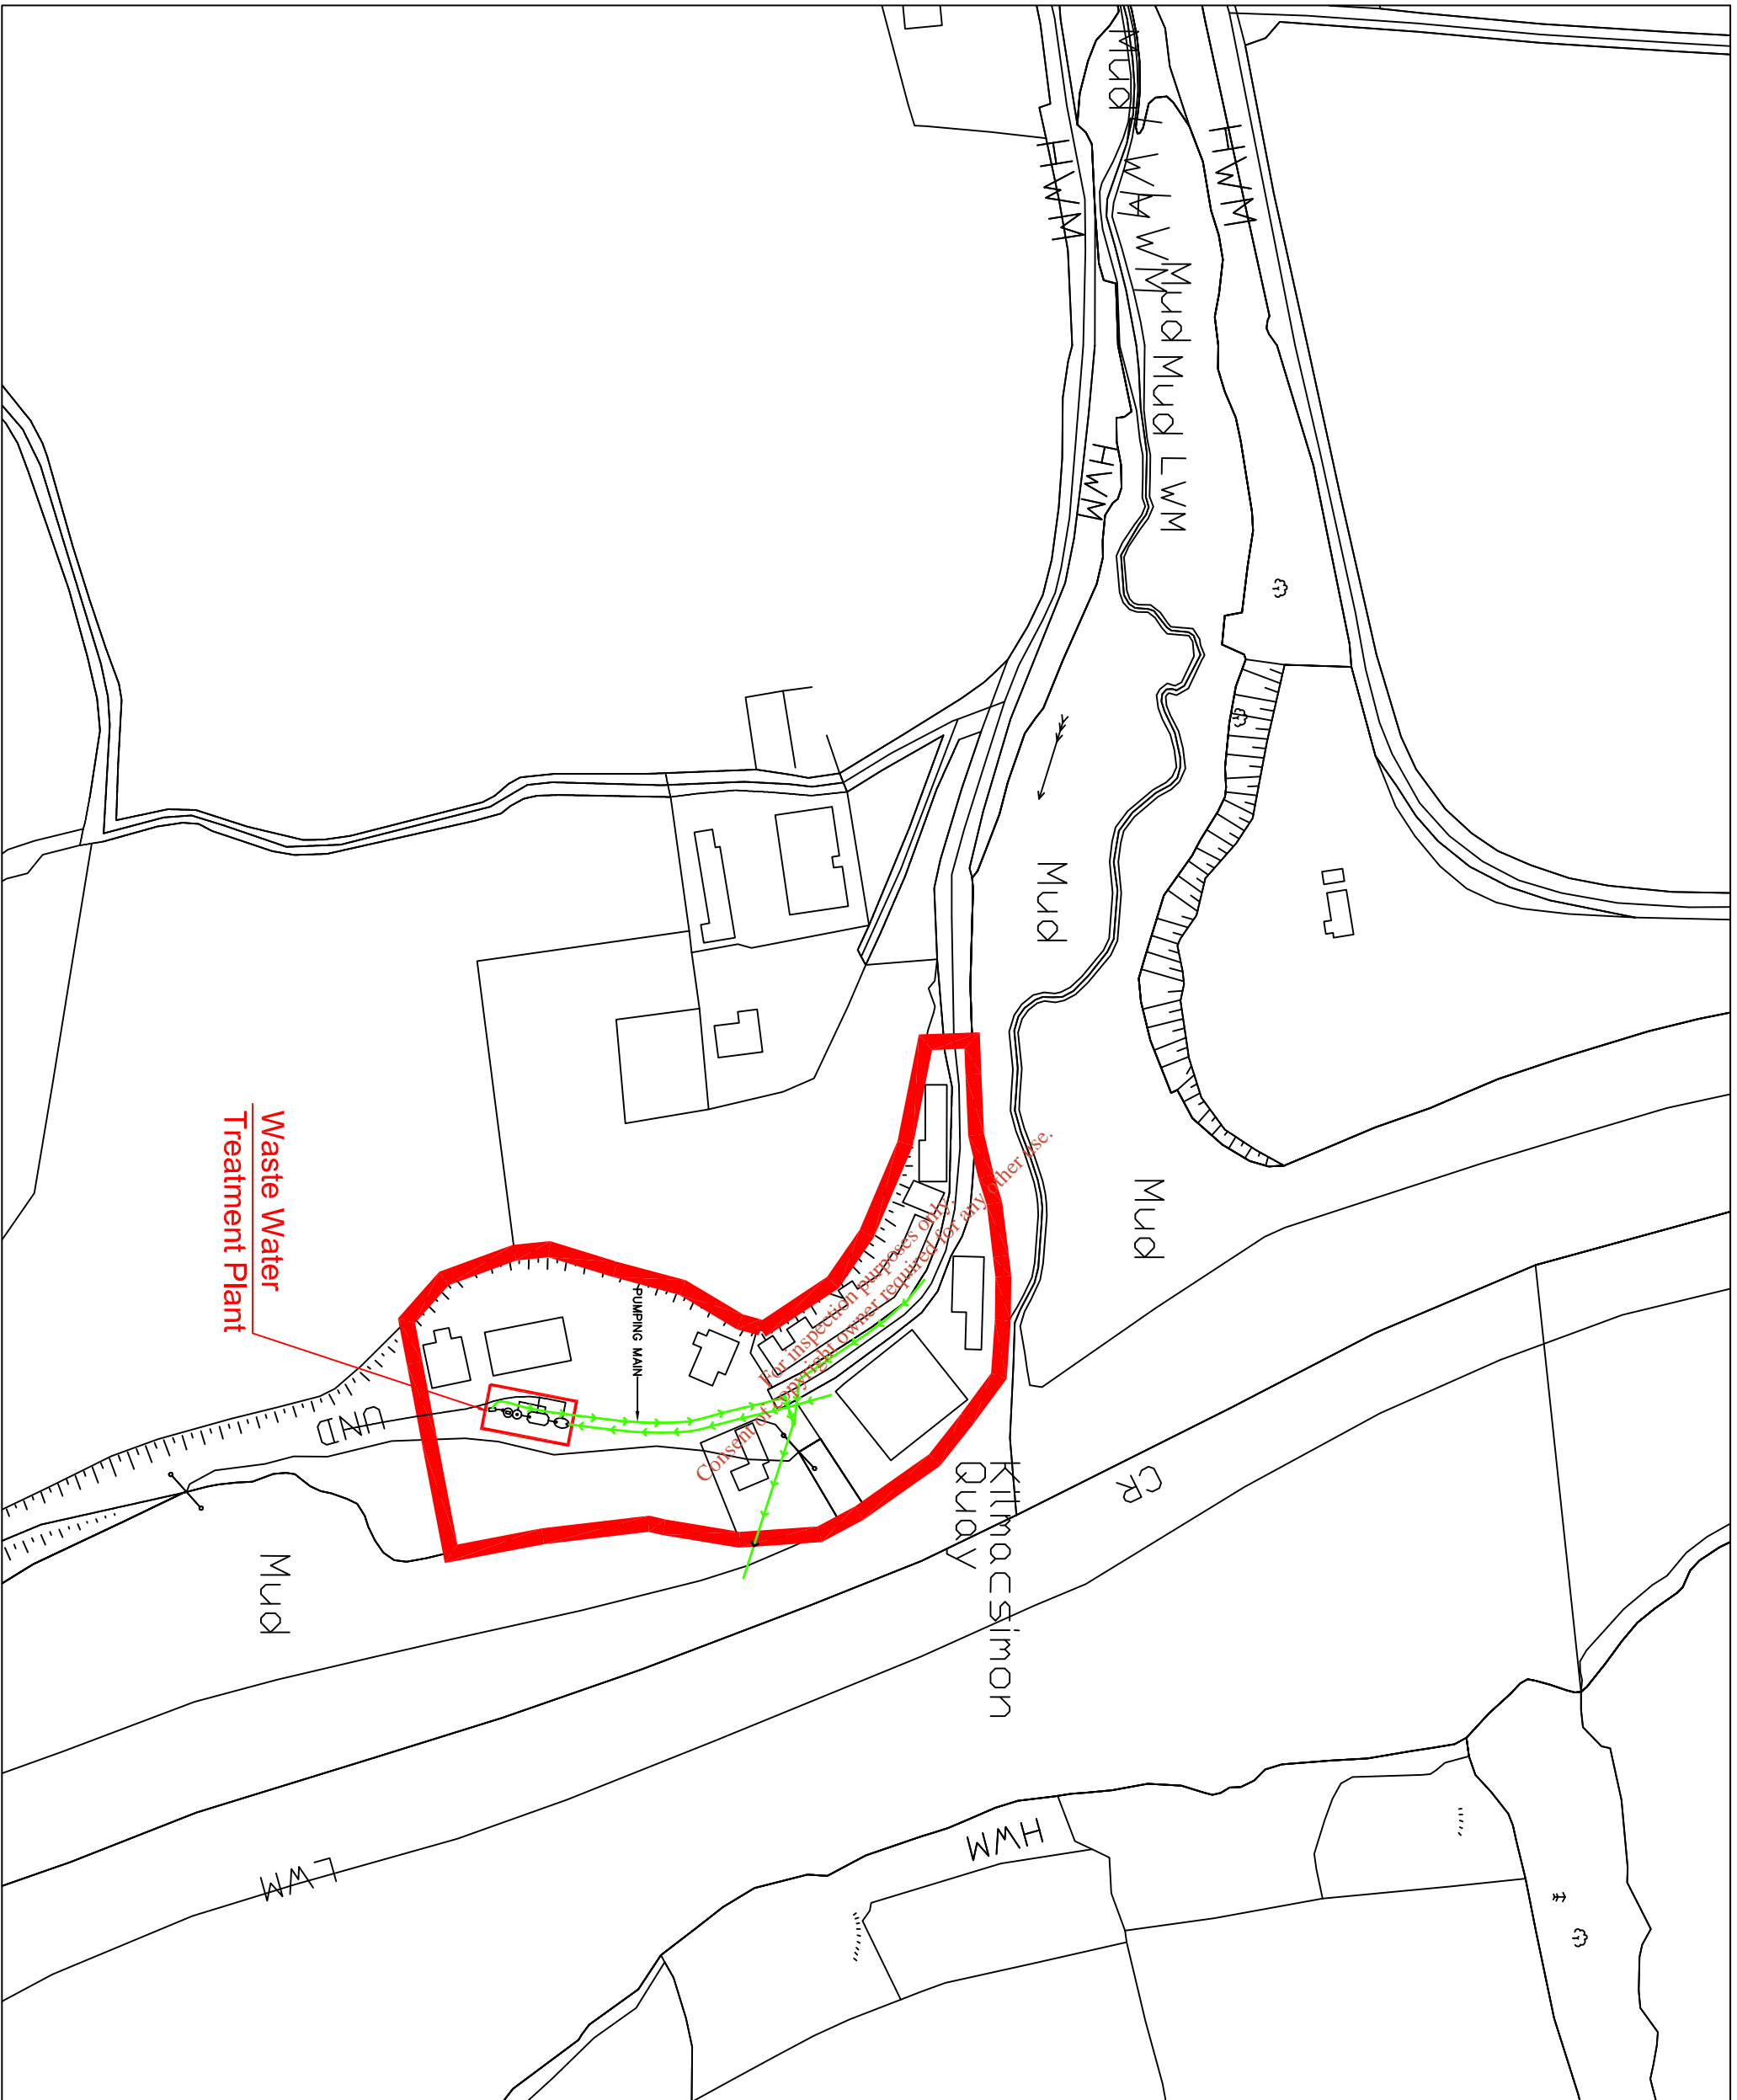 Mud
HWM
LWM
HWM
Mud
Mud
LWM
HWM
Mud
Mud
For inspection purposes only.
Consent of copyright owner required for any other use.
Waste Water
Treatment Plant
PUMPING MAIN
UND
CR
Kilmacsimon
Quay
Mud
HWM
LWM